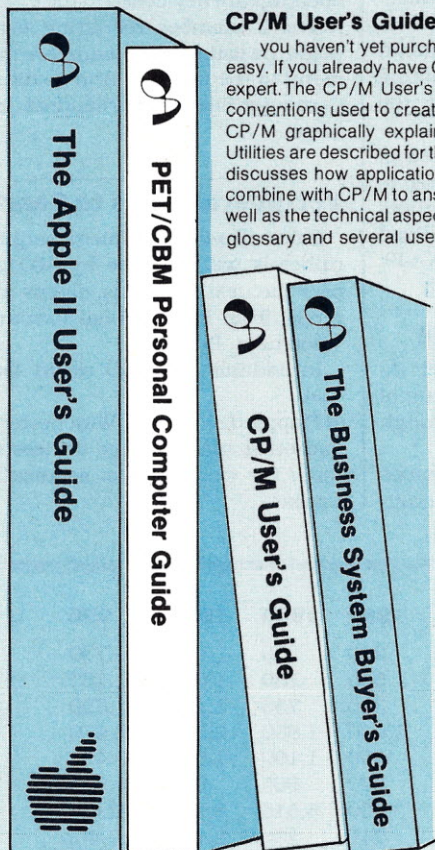 CP/M User's Guide
you haven't yet purch
easy. If you already have
expert. The CP/M User's
conventions used to creat
CP/M graphically explain
Utilities are described for t
discusses how application
combine with CP/M to ans
well as the technical aspec
glossary and several use
The Apple II User's Guide
PET/CBM Personal Computer Guide
CP/M User's Guide
The Business System Buyer's Guide